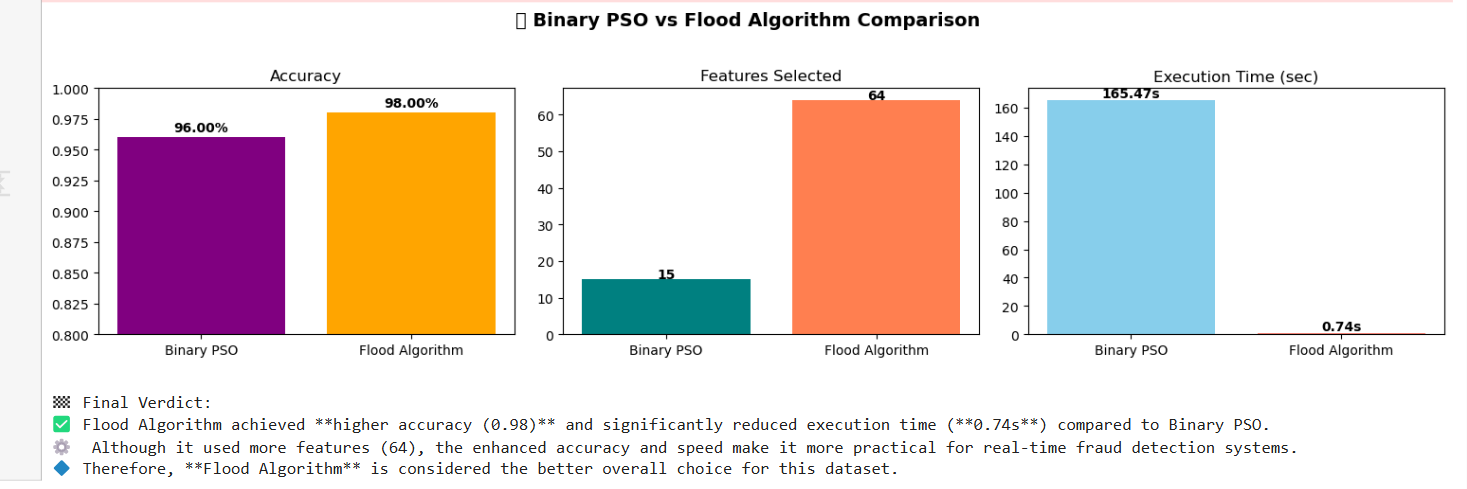 Binary PSO vs Flood Algorithm Comparison
Accuracy
1.000
0.975
0.950
0.925
0.900
0.875
0.850
0.825
0.800
96.00%
98.00%
Binary PSO
Flood Algorithm
Features Selected
60
50
40
30
20
10
0
15
64
Binary PSO
Flood Algorithm
Execution Time (sec)
160
140
120
100
80
60
40
20
0
165.47s
0.74s
Binary PSO
Flood Algorithm
🏁 Final Verdict:
✅ Flood Algorithm achieved **higher accuracy (0.98)** and significantly reduced execution time (**0.74s**) compared to Binary PSO.
⚙️ Although it used more features (64), the enhanced accuracy and speed make it more practical for real-time fraud detection systems.
🔷 Therefore, **Flood Algorithm** is considered the better overall choice for this dataset.